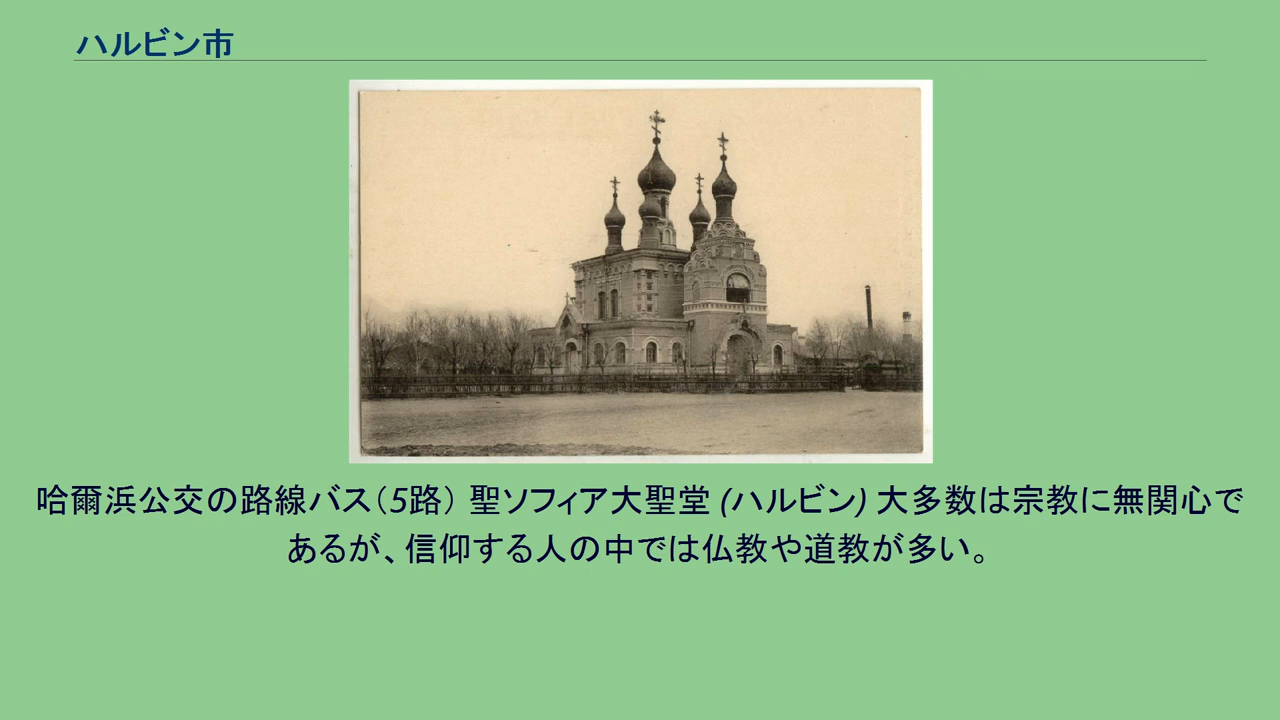 ハルビン市
哈爾浜公交の路線バス（5路） 聖ソフィア大聖堂 (ハルビン) 大多数は宗教に無関心で
あるが、信仰する人の中では仏教や道教が多い。